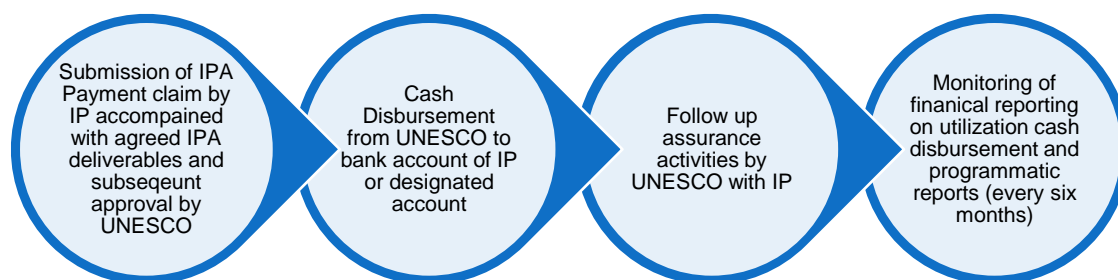 Submission of IPA
Payment claim by
IP accompained
with agreed IPA
deliverables and
subseqeunt
approval by
UNESCO
Cash
Disbursement
from UNESCO to
bank account of IP
or designated
account
Follow up
assurance
activities by
UNESCO with IP
Monitoring of
finanical reporting
on utilization cash
disbursement and
programmatic
reports (every six
months)